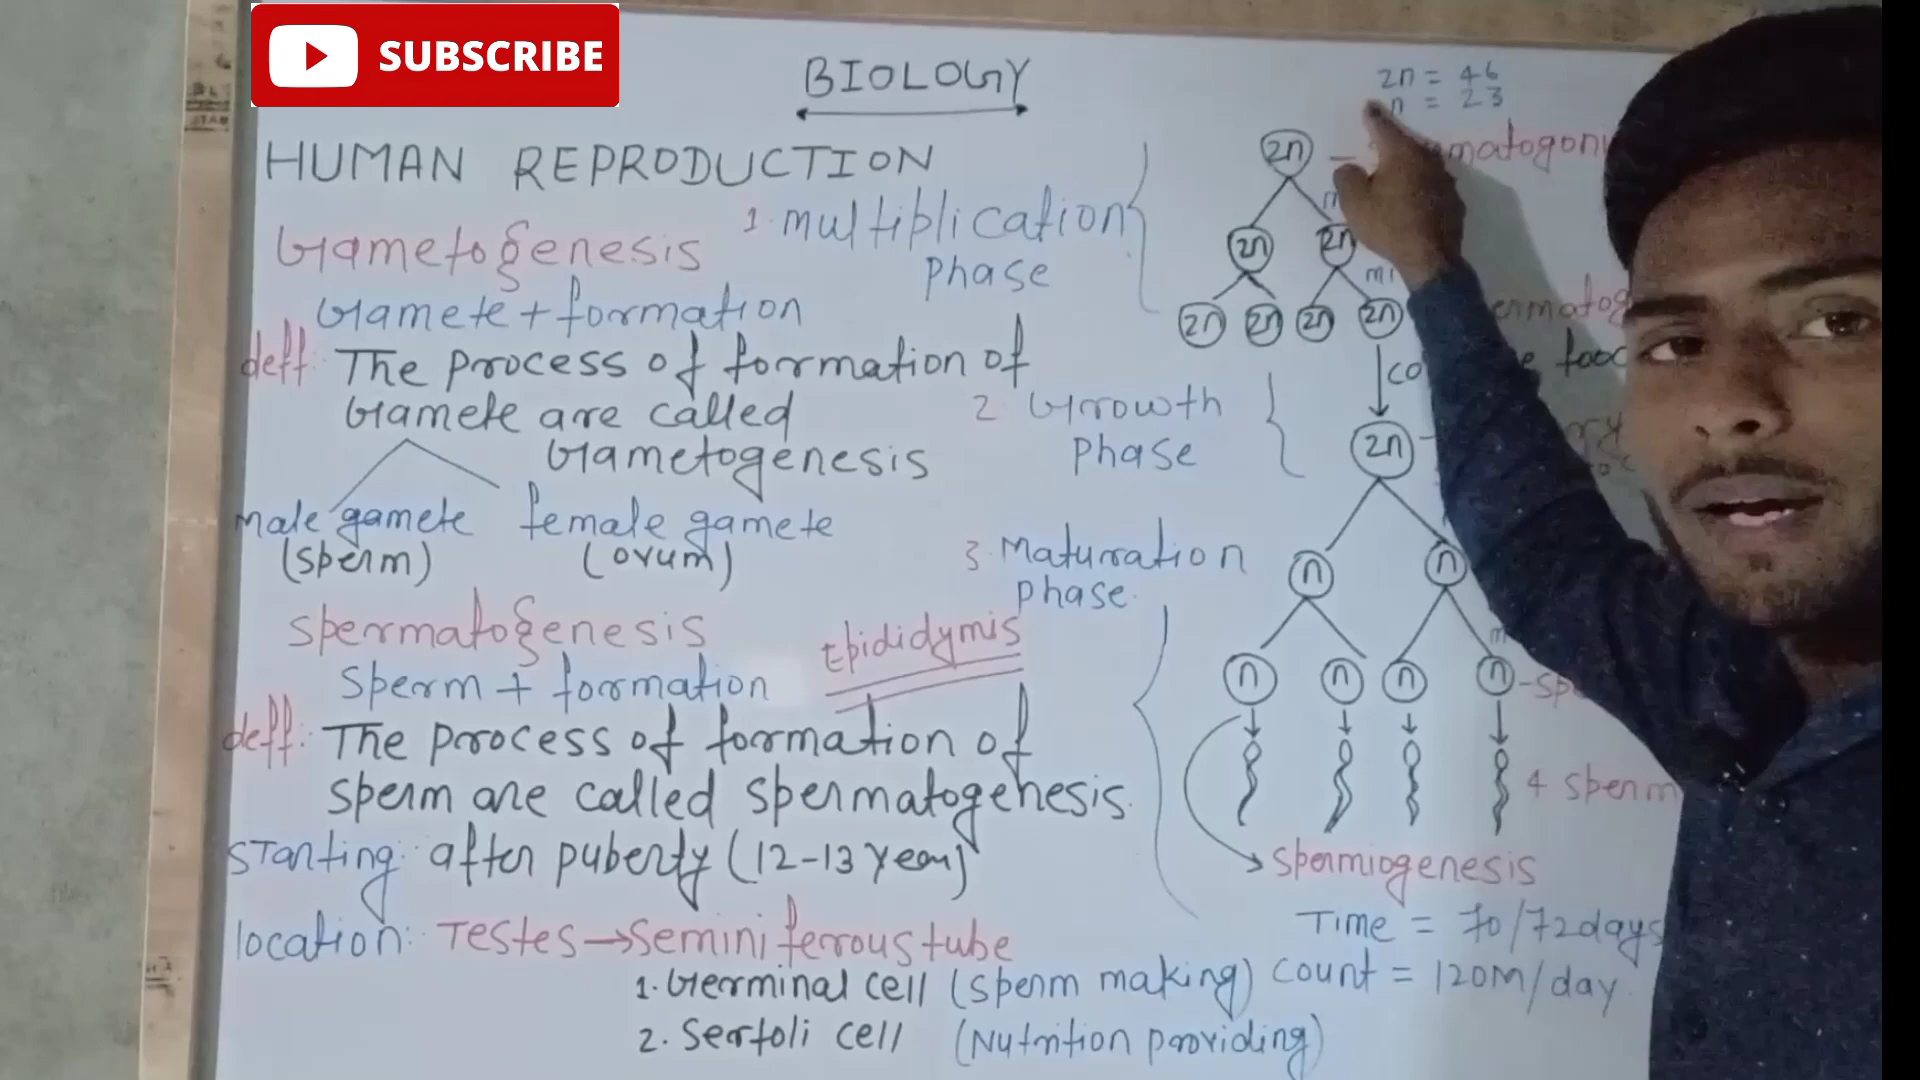 SUBSCRIBE
BIOLOGY
HUMAN REPRODUCTION
Gametogenesis
Gamete + formation
deff: The process of formation of
Gamete are called
Gametogenesis
male gamete female gamete
(sperm) (ovum)
spermatogenesis
sperm + formation
Epididymis
deff: The process of formation of
sperm are called spermatogenesis.
starting: after puberty (12-13 year)
location: Testes → Seminiferous tube
1. Germinal cell (sperm making)
2. Sertoli cell (Nutrition providing)
1. multiplication
phase
2 Growth
phase
3. Maturation
phase.
2n = 46
n = 23
2n
2n 2n
2n 2n 2n 2n
2n
n n
n n n n
4 sperm
spermiogenesis
Time = 70/72days
count = 120M/day